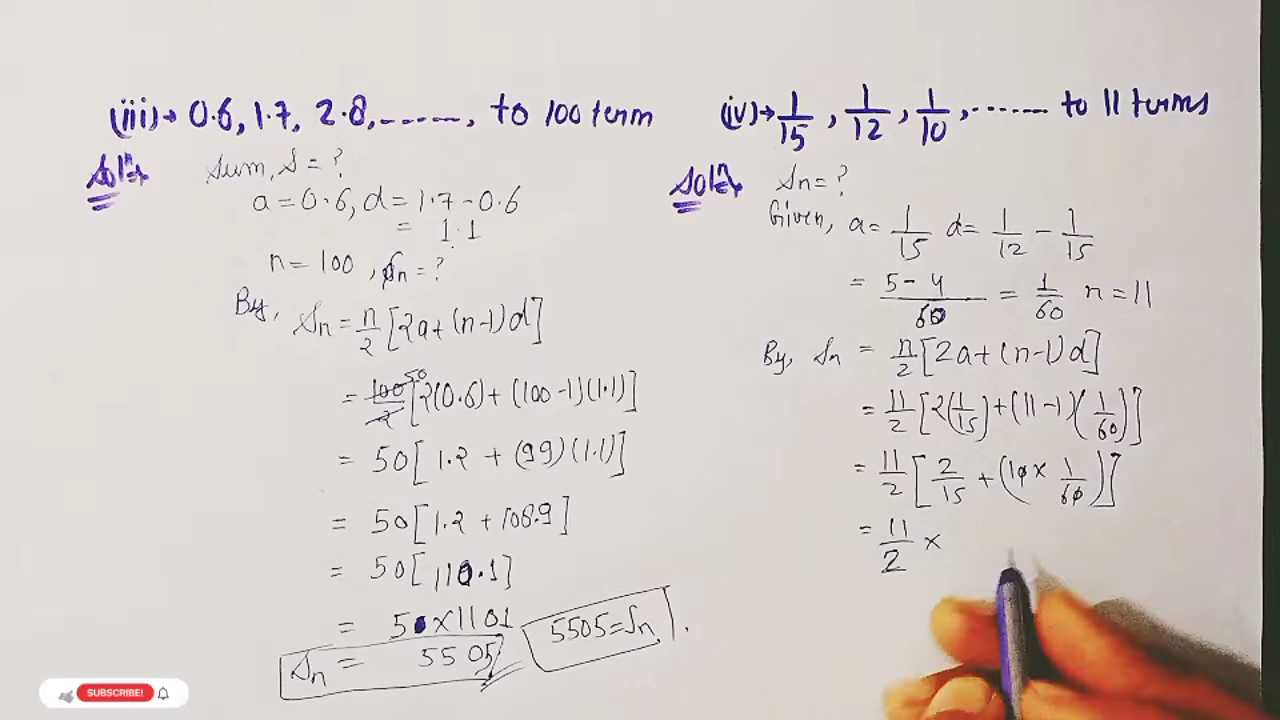 (iii)→ 0.6, 1.7, 2.8, ......, to 100 term
Solⁿ→ Sum, S = ?
a = 0.6, d = 1.7 - 0.6
= 1.1
n = 100, Sn = ?
By, Sn = n/2 [2a + (n-1)d]
= 100/2 50 [2(0.6) + (100-1)(1.1)]
= 50[1.2 + (99)(1.1)]
= 50[1.2 + 108.9]
= 50[110.1]
= 50 x 1101
Sn = 5505
5505 = Sn
(iv)→ 1/15, 1/12, 1/10, ....... to 11 terms
Solⁿ→ Sn = ?
Given, a = 1/15 d = 1/12 - 1/15
= 5-4/60 = 1/60 n = 11
By, Sn = n/2 [2a + (n-1)d]
= 11/2 [2(1/15) + (11-1)(1/60)]
= 11/2 [2/15 + (10 x 1/60)]
= 11/2 x
SUBSCRIBE!